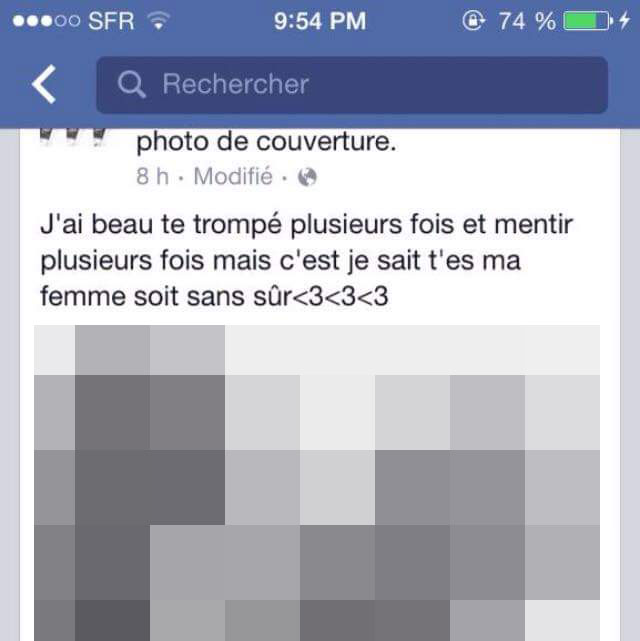 SFR 9:54 PM 74 %
Rechercher
photo de couverture.
8 h · Modifié ·
J'ai beau te trompé plusieurs fois et mentir
plusieurs fois mais c'est je sait t'es ma
femme soit sans sûr<3<3<3